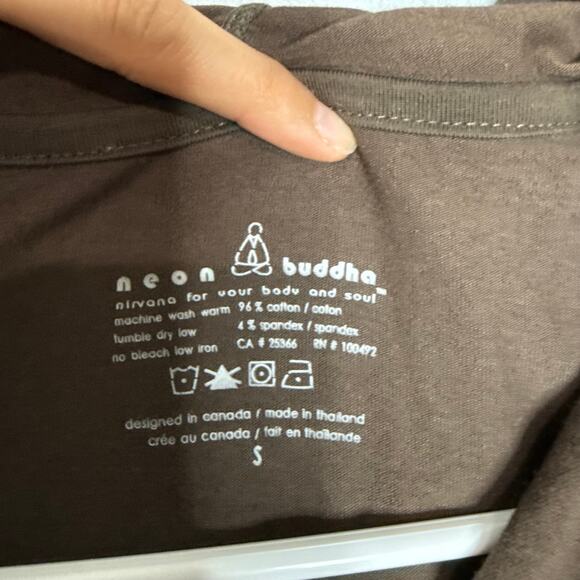 neon buddha™
nirvana for your body and soul
machine wash warm 96% cotton / coton
tumble dry low 4% spandex / spandex
no bleach low iron CA # 25366 RN # 100492
designed in canada / made in thailand
crée au canada / fait en thaïlande
S